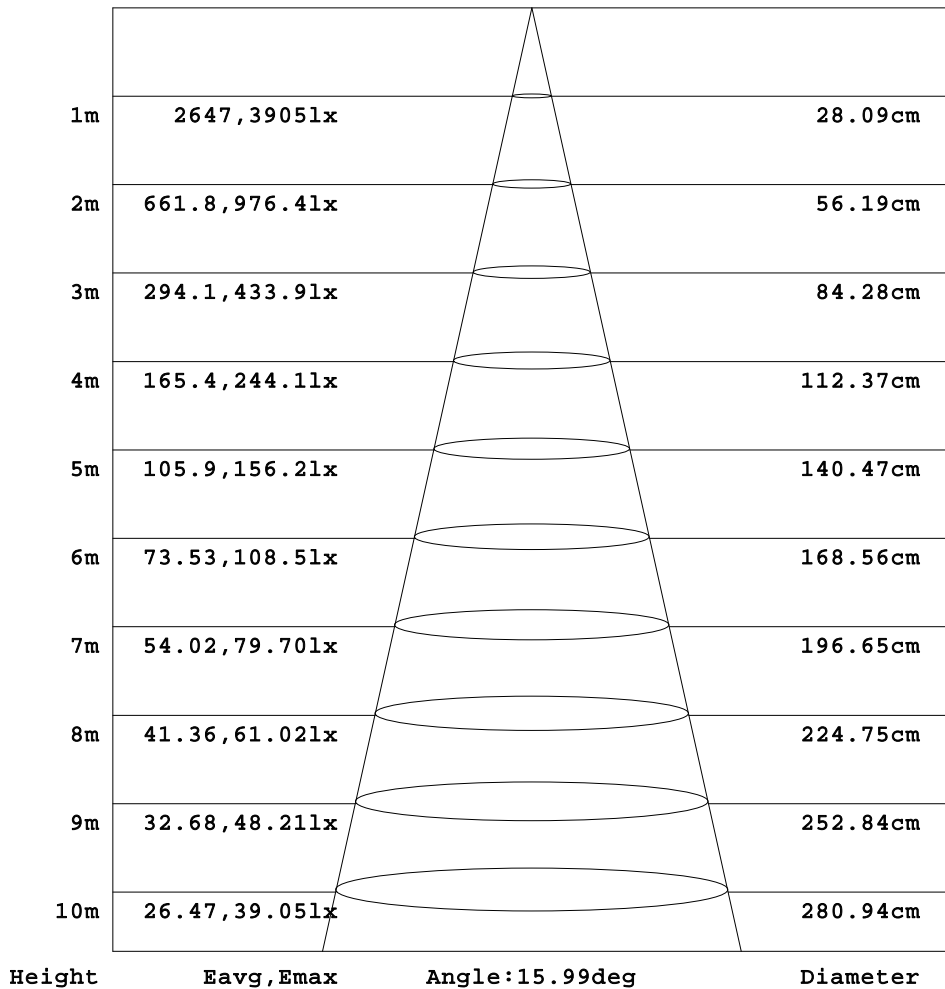 1m 2647,3905lx 28.09cm
2m 661.8,976.4lx 56.19cm
3m 294.1,433.9lx 84.28cm
4m 165.4,244.1lx 112.37cm
5m 105.9,156.2lx 140.47cm
6m 73.53,108.5lx 168.56cm
7m 54.02,79.70lx 196.65cm
8m 41.36,61.02lx 224.75cm
9m 32.68,48.21lx 252.84cm
10m 26.47,39.05lx 280.94cm
Height Eavg,Emax Angle:15.99deg Diameter